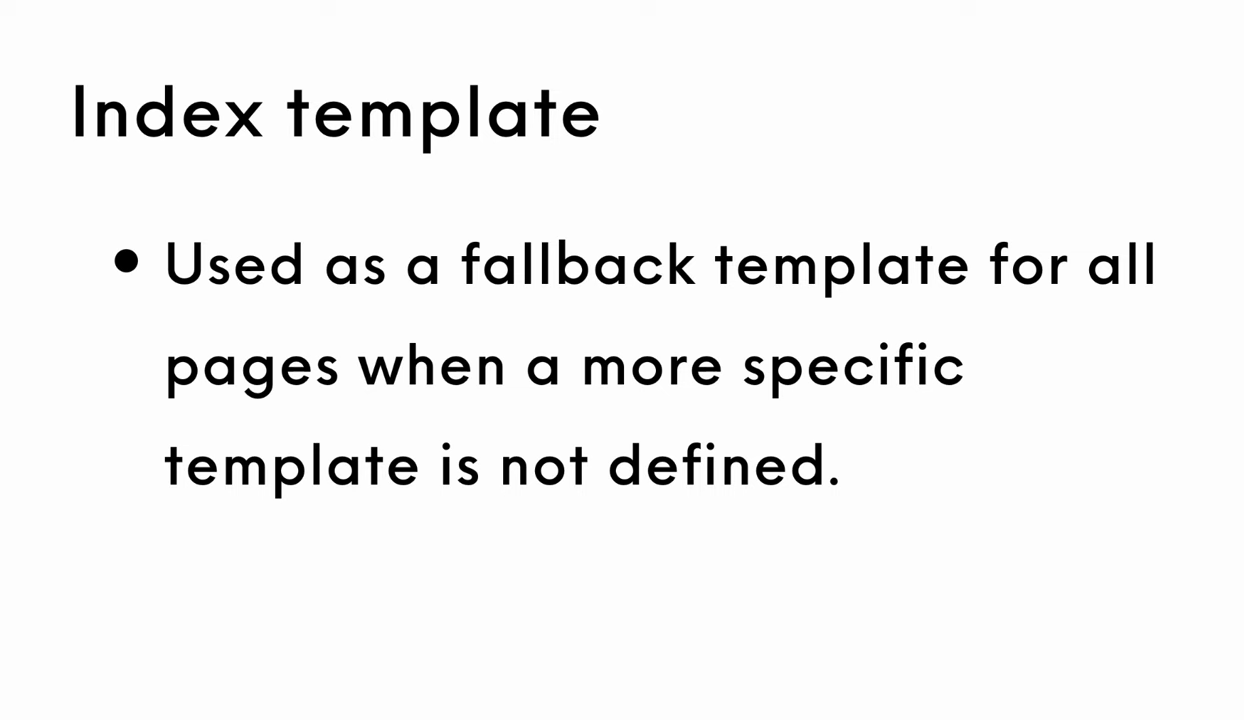 Index template
• Used as a fallback template for all
pages when a more specific
template is not defined.